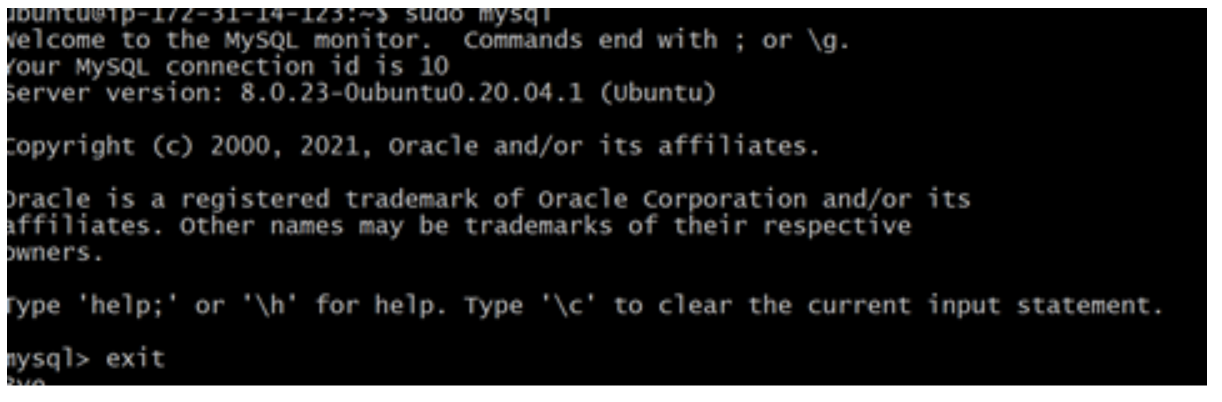 ubuntu@ip-172-31-14-123:~$ sudo mysql
Welcome to the MySQL monitor.  Commands end with ; or \g.
Your MySQL connection id is 10
Server version: 8.0.23-0ubuntu0.20.04.1 (Ubuntu)
Copyright (c) 2000, 2021, Oracle and/or its affiliates.
Oracle is a registered trademark of Oracle Corporation and/or its
affiliates. Other names may be trademarks of their respective
owners.
Type 'help;' or '\h' for help. Type '\c' to clear the current input statement.
mysql> exit
Bye